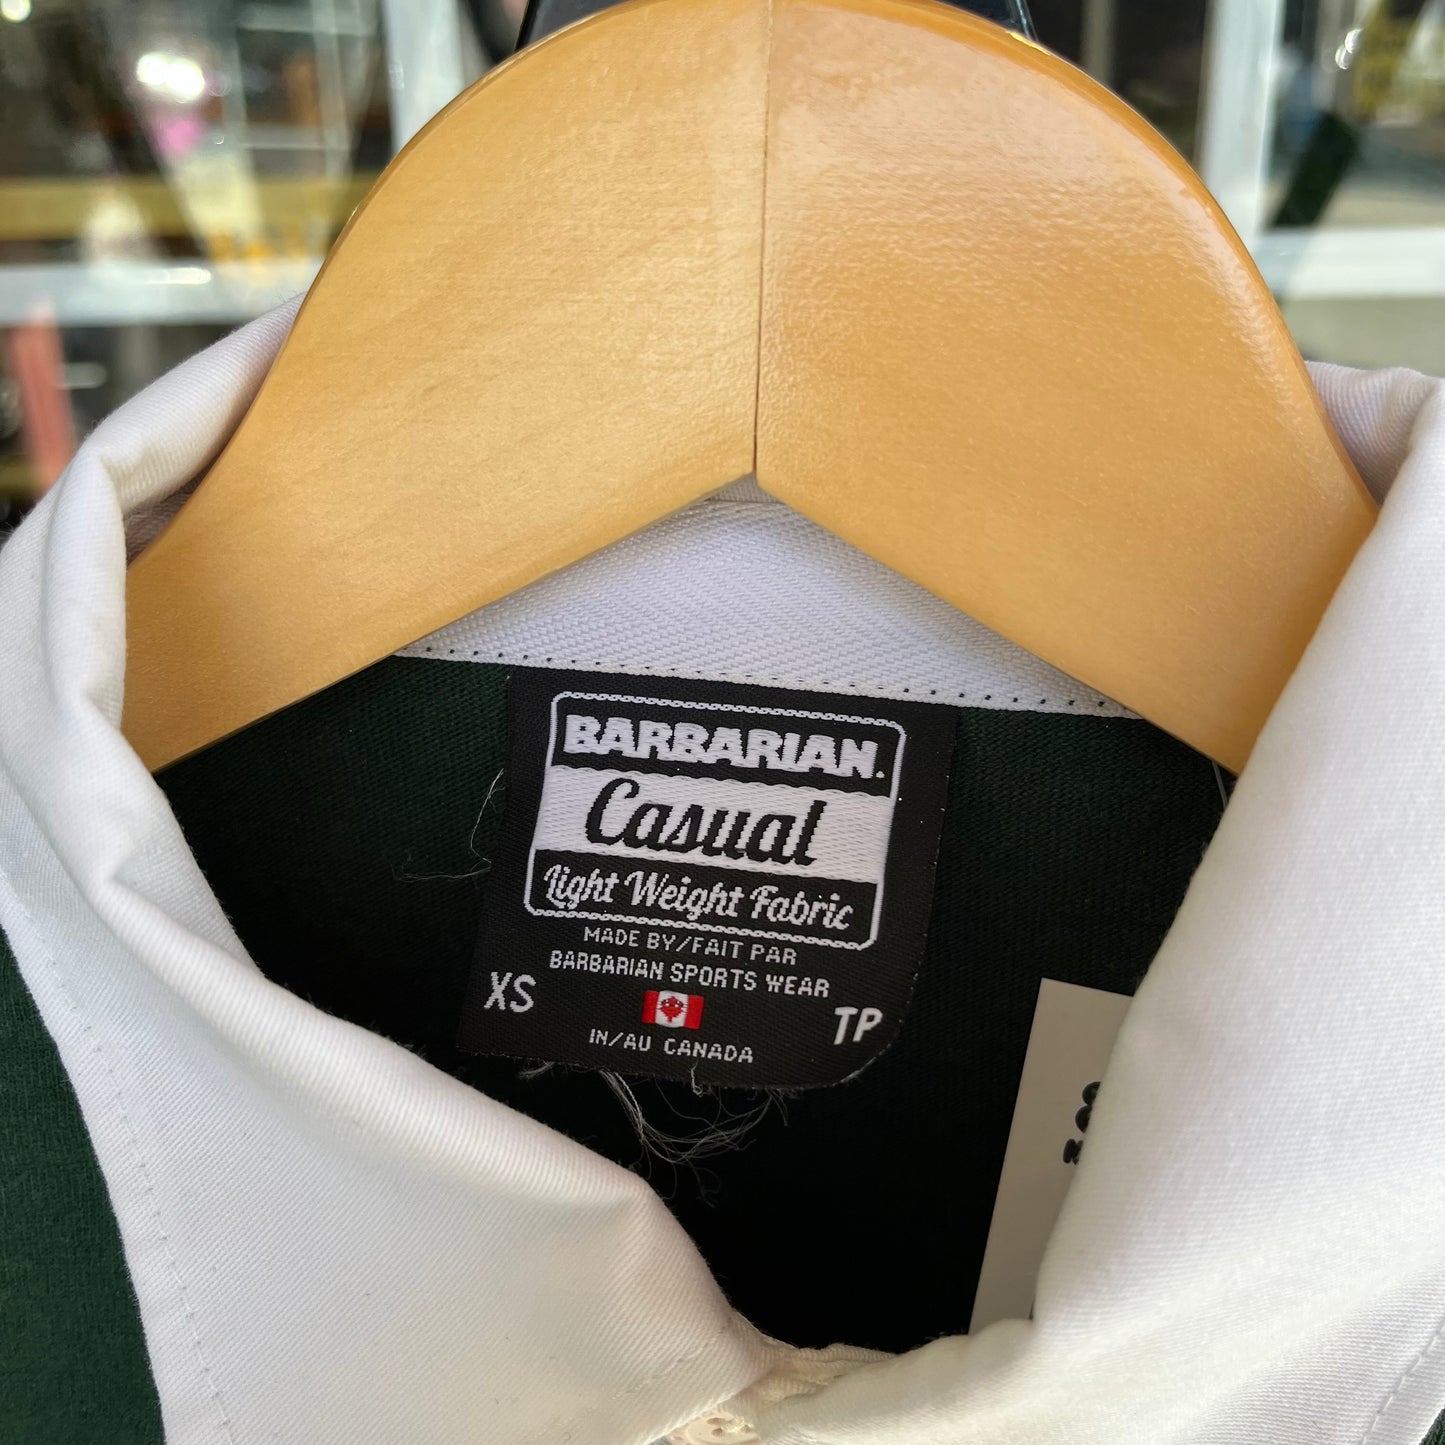 BARBARIAN.
Casual
Light Weight Fabric
MADE BY/FAIT PAR
BARBARIAN SPORTS WEAR
XS TP
IN/AU CANADA